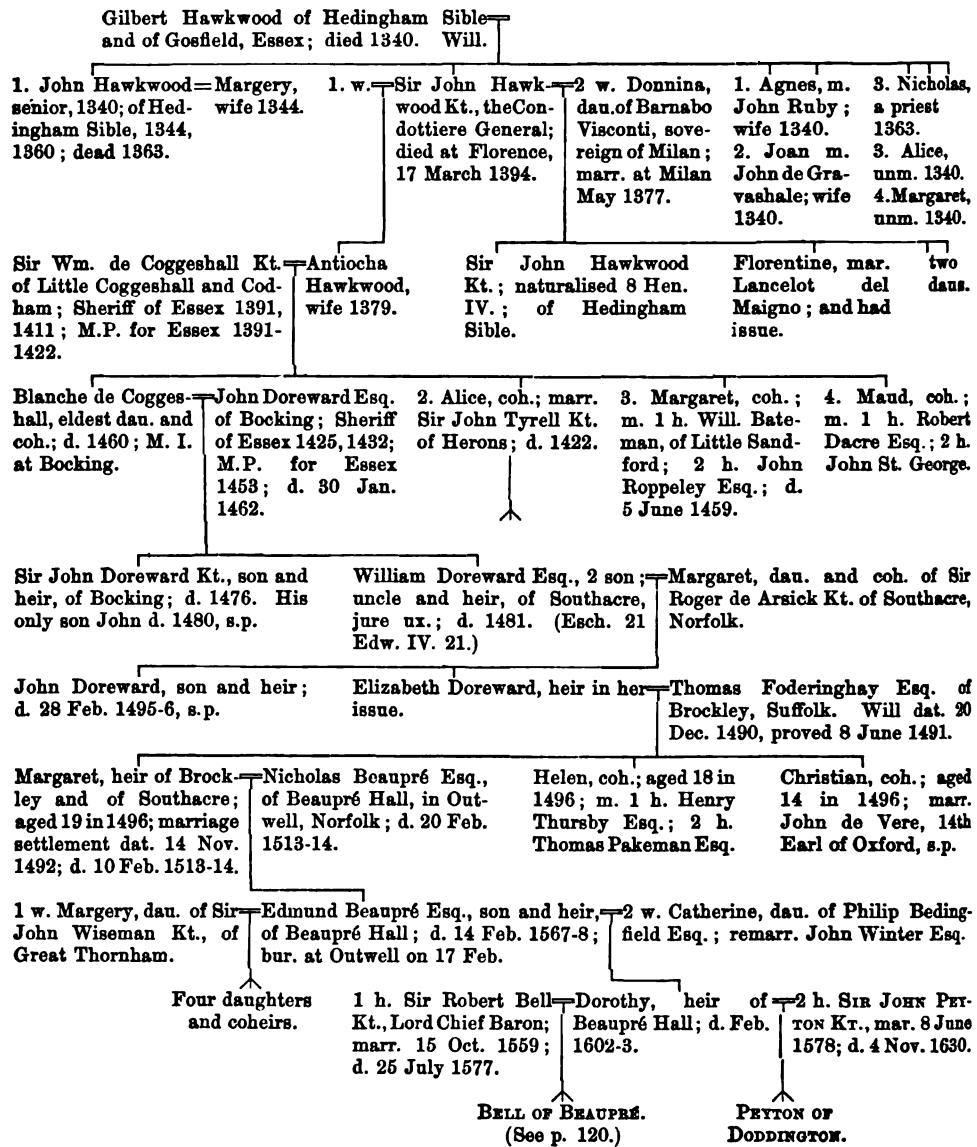 Gilbert Hawkwood of Hedingham Sible
and of Gosfield, Essex; died 1340. Will.
1. John Hawkwood=Margery,
senior, 1340; of Hed-
ingham Sible, 1344,
1360; dead 1363.
wife 1344.
1. w.
Sir John Hawk-
wood Kt., the Con-
dottiere General;
died at Florence,
17 March 1394.
2 w. Donnina,
dau. of Barnabo
Visconti, sove-
reign of Milan;
marr. at Milan
May 1377.
1. Agnes, m.
John Ruby;
wife 1340.
2. Joan m.
John de Gra-
vashale; wife
1340.
3. Nicholas,
a priest
1363.
3. Alice,
unm. 1340.
4. Margaret,
unm. 1340.
Sir Wm. de Coggeshall Kt.
of Little Coggeshall and Cod-
ham; Sheriff of Essex 1391,
1411; M.P. for Essex 1391-
1422.
Antiocha
Hawkwood,
wife 1379.
Sir John Hawkwood
Kt.; naturalised 8 Hen.
IV.; of Hedingham
Sible.
Florentine, mar.
Lancelot del
Maigno; and had
issue.
two
daus.
Blanche de Cogges-
hall, eldest dau. and
coh.; d. 1460; M. I.
at Bocking.
John Doreward Esq.
of Bocking; Sheriff
of Essex 1425, 1432;
M.P. for Essex
1453; d. 30 Jan.
1462.
2. Alice, coh.; marr.
Sir John Tyrell Kt.
of Herons; d. 1422.
3. Margaret, coh.;
m. 1 h. Will. Bate-
man, of Little Sand-
ford; 2 h. John
Roppeley Esq.; d.
5 June 1459.
4. Maud, coh.;
m. 1 h. Robert
Dacre Esq.; 2 h.
John St. George.
Sir John Doreward Kt., son and
heir, of Bocking; d. 1476. His
only son John d. 1480, s.p.
William Doreward Esq., 2 son;
uncle and heir, of Southacre,
jure ux.; d. 1481. (Esch. 21
Edw. IV. 21.)
Margaret, dau. and coh. of Sir
Roger de Arsick Kt. of Southacre,
Norfolk.
John Doreward, son and heir;
d. 28 Feb. 1495-6, s.p.
Elizabeth Doreward, heir in her
issue.
Thomas Foderinghay Esq. of
Brockley, Suffolk. Will dat. 20
Dec. 1490, proved 8 June 1491.
Margaret, heir of Brock-
ley and of Southacre;
aged 19 in 1496; marriage
settlement dat. 14 Nov.
1492; d. 10 Feb. 1513-14.
Nicholas Beaupré Esq.,
of Beaupré Hall, in Out-
well, Norfolk; d. 20 Feb.
1513-14.
Helen, coh.; aged 18 in
1496; m. 1 h. Henry
Thursby Esq.; 2 h.
Thomas Pakeman Esq.
Christian, coh.; aged
14 in 1496; marr.
John de Vere, 14th
Earl of Oxford, s.p.
1 w. Margery, dau. of Sir
John Wiseman Kt., of
Great Thornham.
Edmund Beaupré Esq., son and heir,
of Beaupré Hall; d. 14 Feb. 1567-8;
bur. at Outwell on 17 Feb.
2 w. Catherine, dau. of Philip Beding-
field Esq.; remarr. John Winter Esq.
Four daughters
and coheirs.
1 h. Sir Robert Bell
Kt., Lord Chief Baron;
marr. 15 Oct. 1559;
d. 25 July 1577.
Dorothy, heir of
Beaupré Hall; d. Feb.
1602-3.
2 h. SIR JOHN PEY-
TON KT., mar. 8 June
1578; d. 4 Nov. 1630.
BELL OF BEAUPRÉ.
(See p. 120.)
PEYTON OF
DODDINGTON.